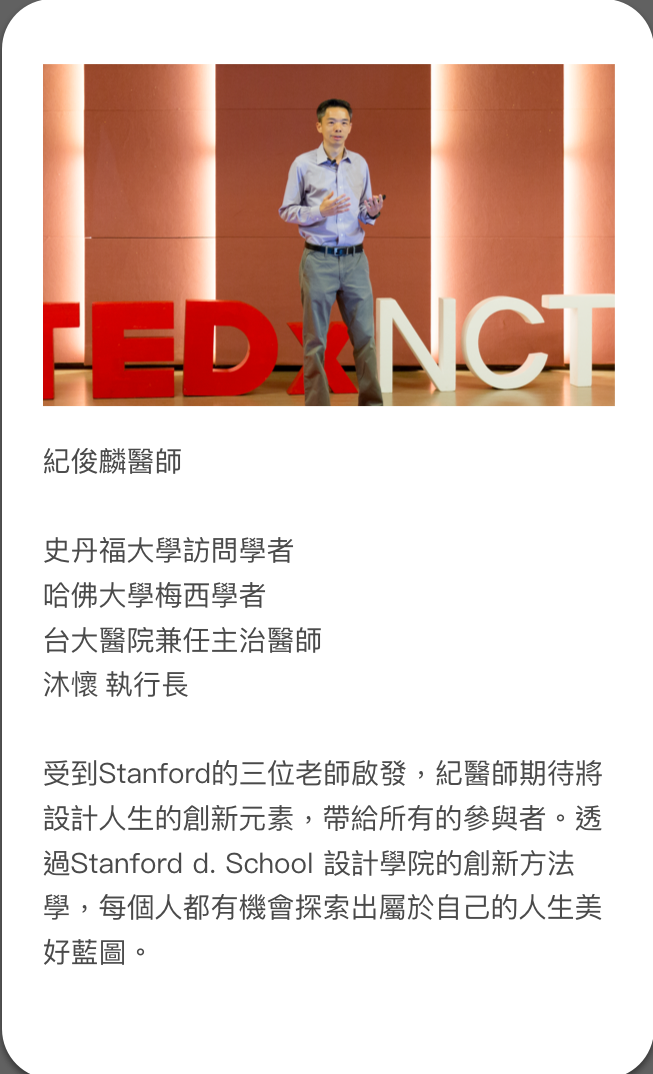 TEDxNCT
紀俊麟醫師
史丹福大學訪問學者
哈佛大學梅西學者
台大醫院兼任主治醫師
沐懷 執行長
受到Stanford的三位老師啟發，紀醫師期待將
設計人生的創新元素，帶給所有的參與者。透
過Stanford d. School 設計學院的創新方法
學，每個人都有機會探索出屬於自己的人生美
好藍圖。